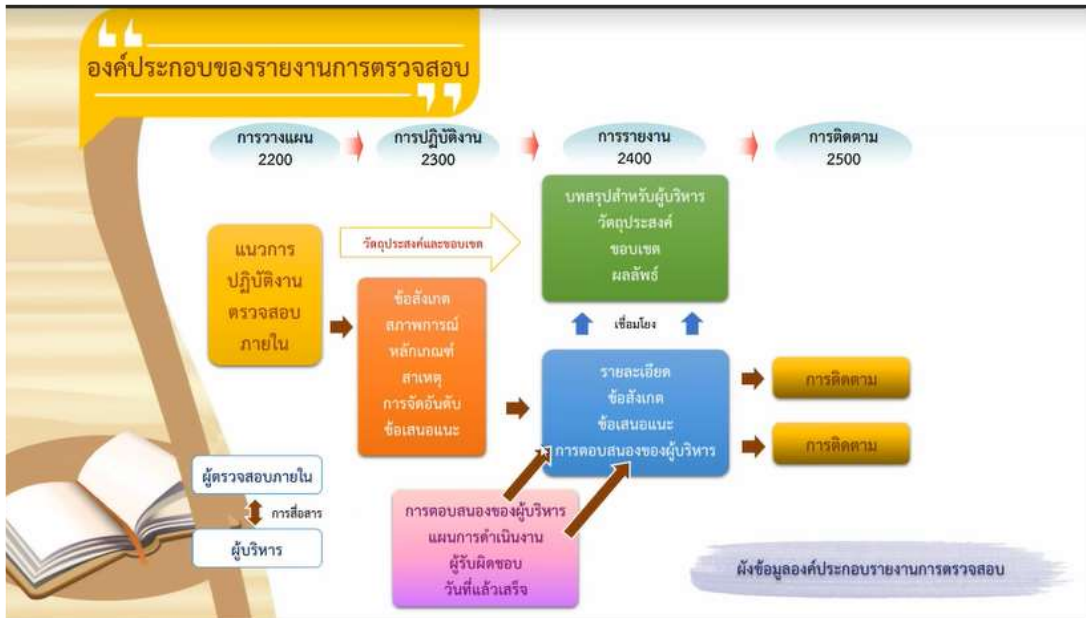 องค์ประกอบของรายงานการตรวจสอบ
การวางแผน
2200
การปฏิบัติงาน
2300
การรายงาน
2400
การติดตาม
2500
แนวการ
ปฏิบัติงาน
ตรวจสอบ
ภายใน
วัตถุประสงค์และขอบเขต
ข้อสังเกต
สภาพการณ์
หลักเกณฑ์
สาเหตุ
การจัดอันดับ
ข้อเสนอแนะ
บทสรุปสำหรับผู้บริหาร
วัตถุประสงค์
ขอบเขต
ผลลัพธ์
เชื่อมโยง
รายละเอียด
ข้อสังเกต
ข้อเสนอแนะ
การตอบสนองของผู้บริหาร
การติดตาม
การติดตาม
ผู้ตรวจสอบภายใน
การสื่อสาร
ผู้บริหาร
การตอบสนองของผู้บริหาร
แผนการดำเนินงาน
ผู้รับผิดชอบ
วันที่แล้วเสร็จ
ผังข้อมูลองค์ประกอบรายงานการตรวจสอบ